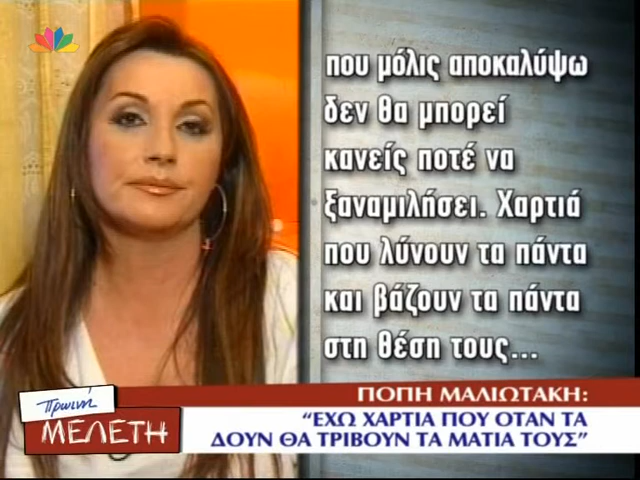 που μόλις αποκαλύψω
δεν θα μπορεί
κανείς ποτέ να
ξαναμιλήσει. Χαρτιά
που λύνουν τα πάντα
και βάζουν τα πάντα
στη θέση τους...
ΠΟΠΗ ΜΑΛΙΩΤΑΚΗ:
πρωινή
ΜΕΛΕΤΗ
“ΕΧΩ ΧΑΡΤΙΑ ΠΟΥ ΟΤΑΝ ΤΑ
ΔΟΥΝ ΘΑ ΤΡΙΒΟΥΝ ΤΑ ΜΑΤΙΑ ΤΟΥΣ”